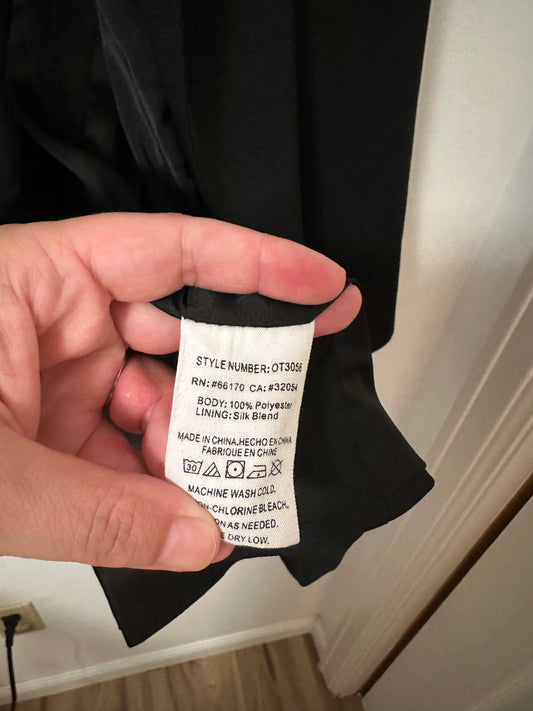 STYLE NUMBER: OT3056
RN: #66170 CA: #32054
BODY: 100% Polyester
LINING: Silk Blend
MADE IN CHINA.HECHO EN CHINA.
FABRIQUE EN CHINE
30
MACHINE WASH COLD.
-CHLORINE BLEACH.
AS NEEDED.
DRY LOW.